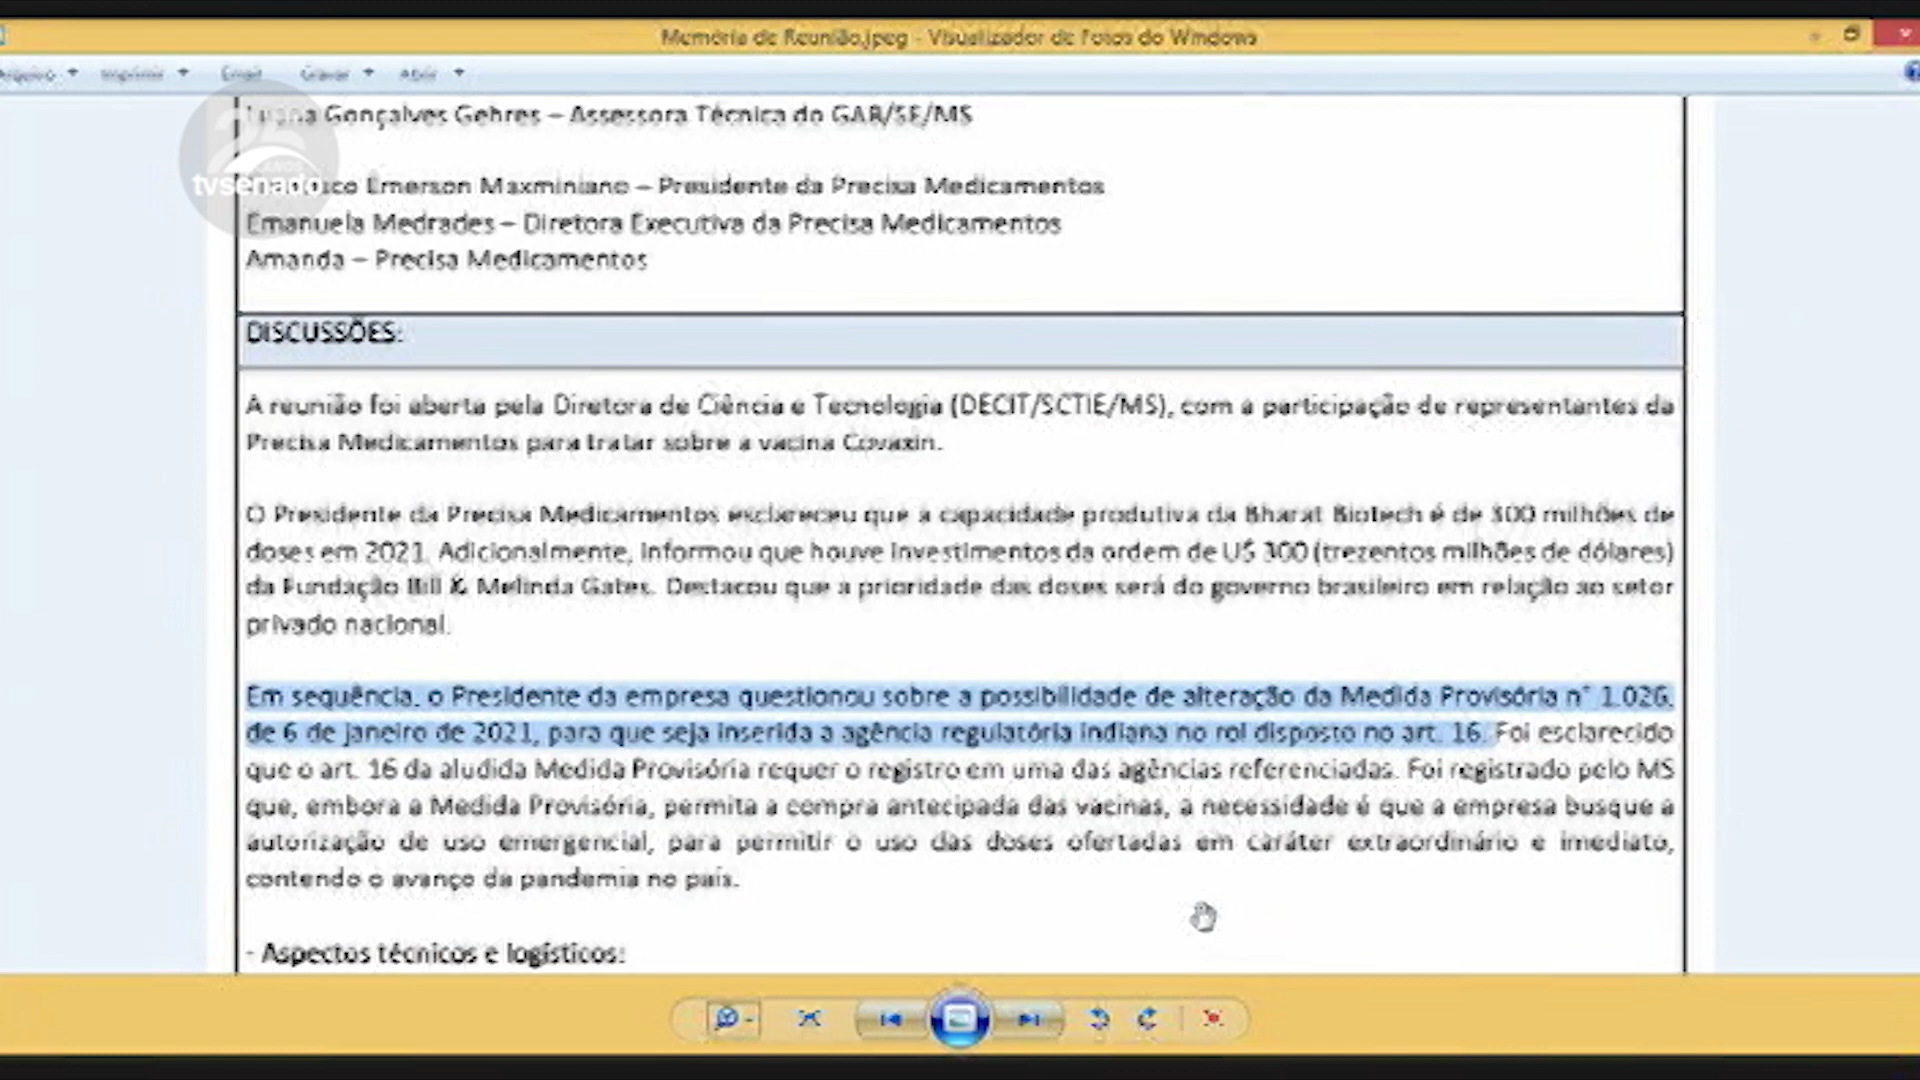 Memória de Reunião.jpeg - Visualizador de Fotos do Windows
Arquivo Imprimir Email Gravar Abrir
Gonçalves Gehres – Assessora Técnica do GAB/SE/MS
25 ANOS
tvsenado
Emerson Maxminiano – Presidente da Precisa Medicamentos
Emanuela Medrades – Diretora Executiva da Precisa Medicamentos
Amanda – Precisa Medicamentos
DISCUSSÕES:
A reunião foi aberta pela Diretora de Ciência e Tecnologia (DECIT/SCTIE/MS), com a participação de representantes da
Precisa Medicamentos para tratar sobre a vacina Covaxin.
O Presidente da Precisa Medicamentos esclareceu que a capacidade produtiva da Bharat Biotech é de 300 milhões de
doses em 2021. Adicionalmente, informou que houve investimentos da ordem de U$ 300 (trezentos milhões de dólares)
da Fundação Bill & Melinda Gates. Destacou que a prioridade das doses será do governo brasileiro em relação ao setor
privado nacional.
Em sequência, o Presidente da empresa questionou sobre a possibilidade de alteração da Medida Provisória n° 1.026,
de 6 de janeiro de 2021, para que seja inserida a agência regulatória indiana no rol disposto no art. 16. Foi esclarecido
que o art. 16 da aludida Medida Provisória requer o registro em uma das agências referenciadas. Foi registrado pelo MS
que, embora a Medida Provisória, permita a compra antecipada das vacinas, a necessidade é que a empresa busque a
autorização de uso emergencial, para permitir o uso das doses ofertadas em caráter extraordinário e imediato,
contendo o avanço da pandemia no país.
- Aspectos técnicos e logísticos: